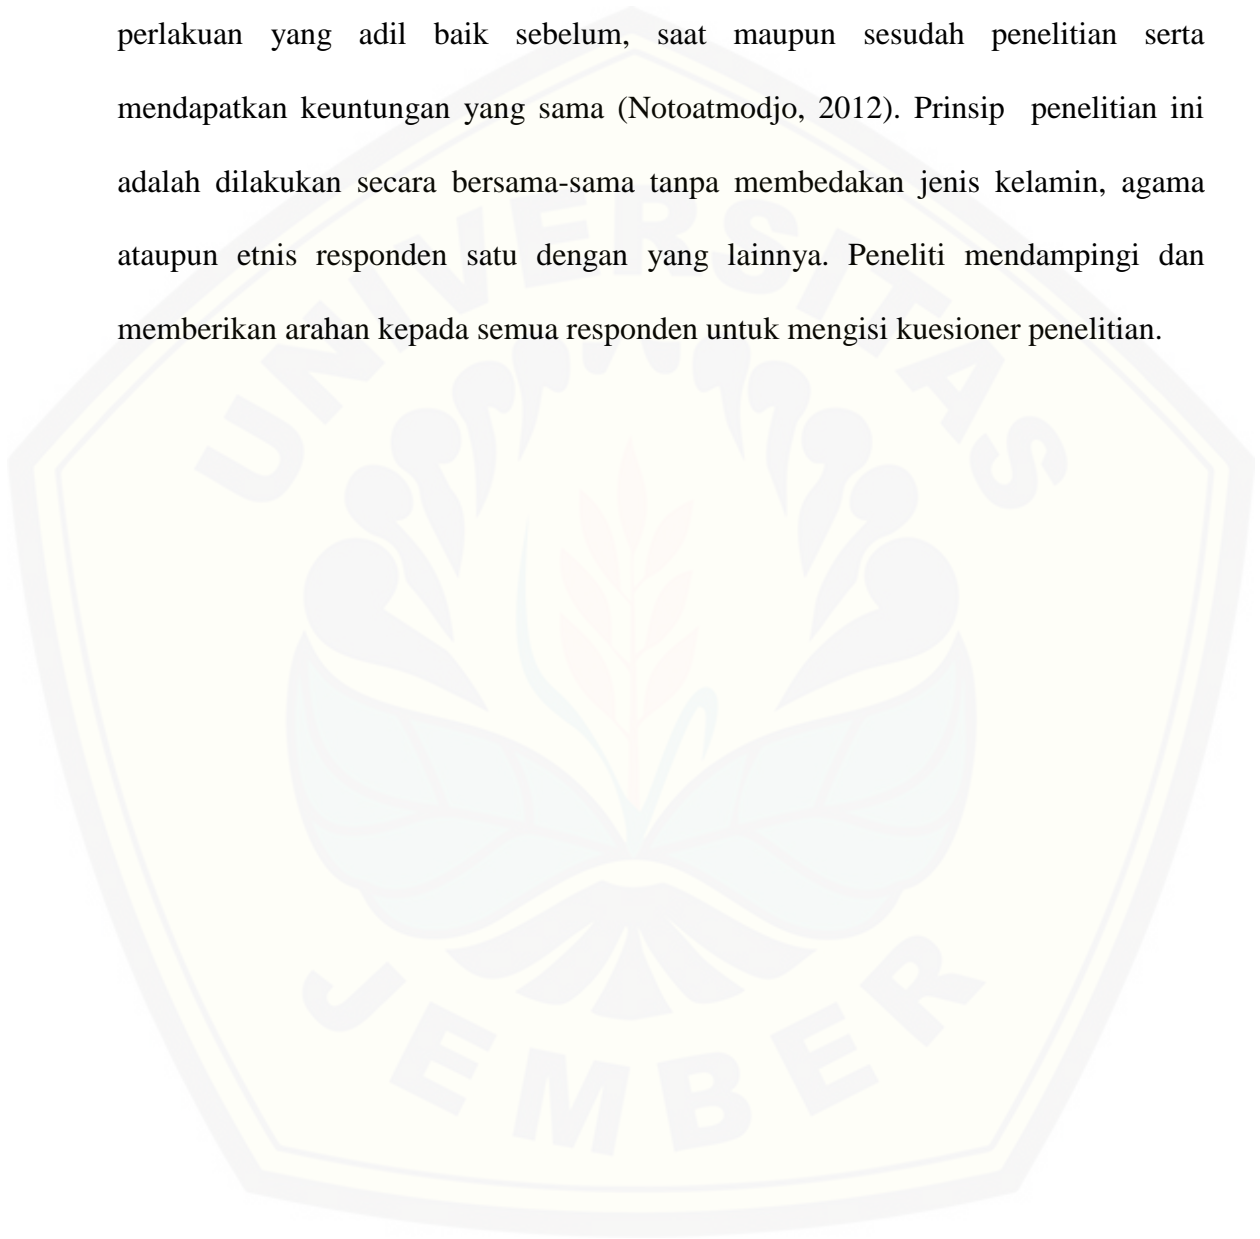 perlakuan yang adil baik sebelum, saat maupun sesudah penelitian serta
mendapatkan keuntungan yang sama (Notoatmodjo, 2012). Prinsip penelitian ini
adalah dilakukan secara bersama-sama tanpa membedakan jenis kelamin, agama
ataupun etnis responden satu dengan yang lainnya. Peneliti mendampingi dan
memberikan arahan kepada semua responden untuk mengisi kuesioner penelitian.
UNIVERSITAS
JEMBER